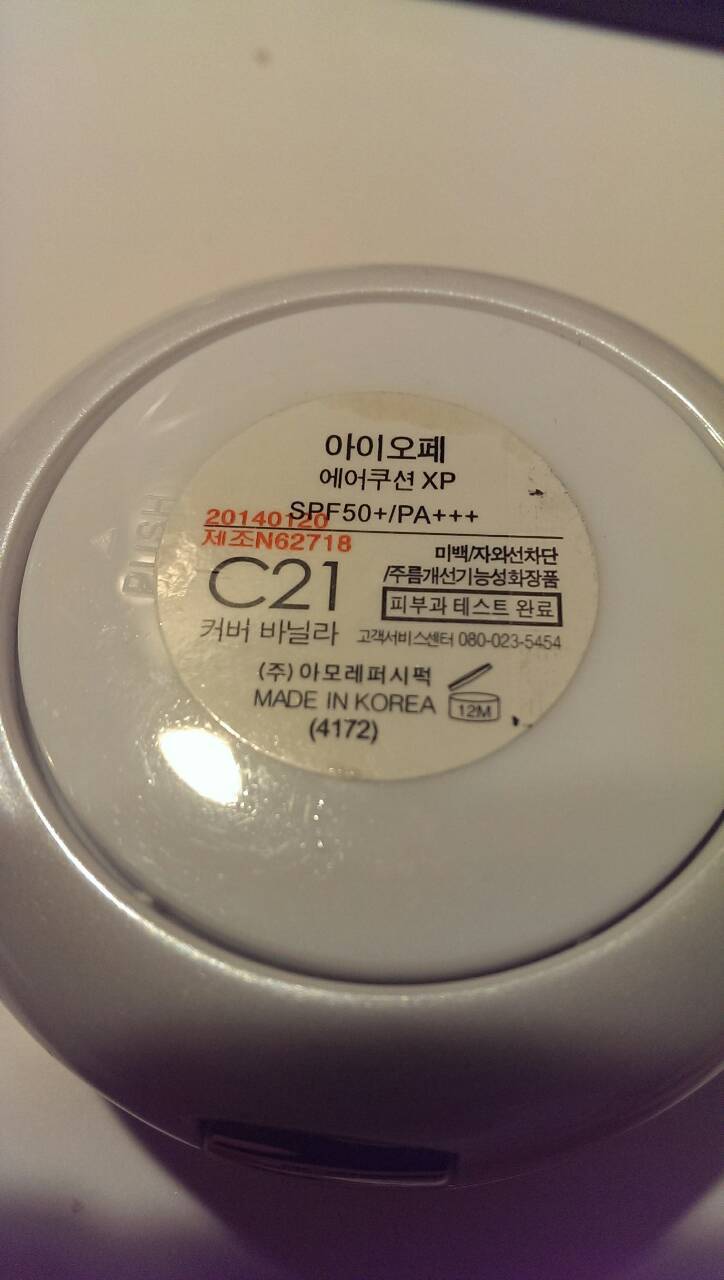 아이오페
에어쿠션 XP
SPF50+/PA+++
20140120
제조N62718
미백/자외선차단
/주름개선기능성화장품
C21
피부과 테스트 완료
커버 바닐라
고객서비스센터 080-023-5454
(주) 아모레퍼시픽
MADE IN KOREA
12M
(4172)
PUSH